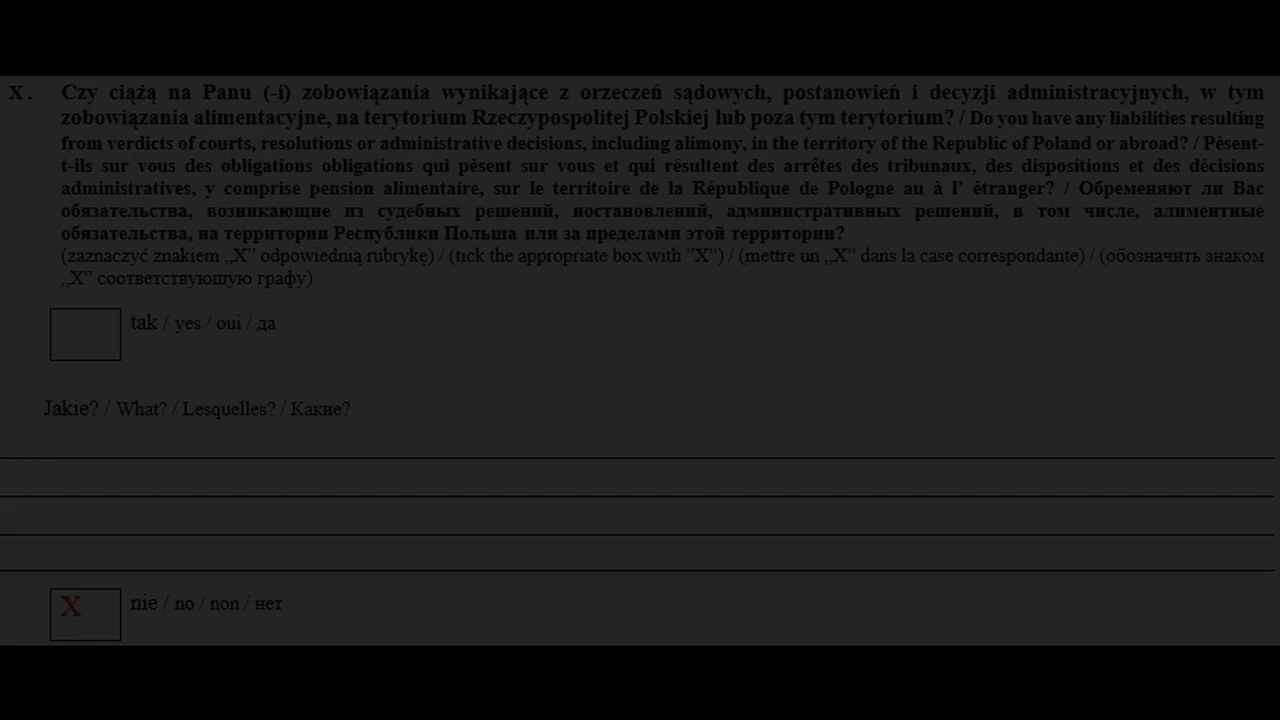 X. Czy ciążą na Panu (-i) zobowiązania wynikające z orzeczeń sądowych, postanowień i decyzji administracyjnych, w tym
zobowiązania alimentacyjne, na terytorium Rzeczypospolitej Polskiej lub poza tym terytorium? / Do you have any liabilities resulting
from verdicts of courts, resolutions or administrative decisions, including alimony, in the territory of the Republic of Poland or abroad? / Pèsent-
t-ils sur vous des obligations obligations qui pèsent sur vous et qui résultent des arrêtes des tribunaux, des dispositions et des décisions
administratives, y comprise pension alimentaire, sur le territoire de la République de Pologne au à l' étranger? / Обременяют ли Вас
обязательства, возникающие из судебных решений, постановлений, административных решений, в том числе, алиментные
обязательства, на территории Республики Польша или за пределами этой территории?
(zaznaczyć znakiem „X” odpowiednią rubrykę) / (tick the appropriate box with ”X”) / (mettre un „X” dans la case correspondante) / (обозначить знаком
„X” соответствующую графу)
tak / yes / oui / да
Jakie? / What? / Lesquelles? / Какие?
X nie / no / non / нет